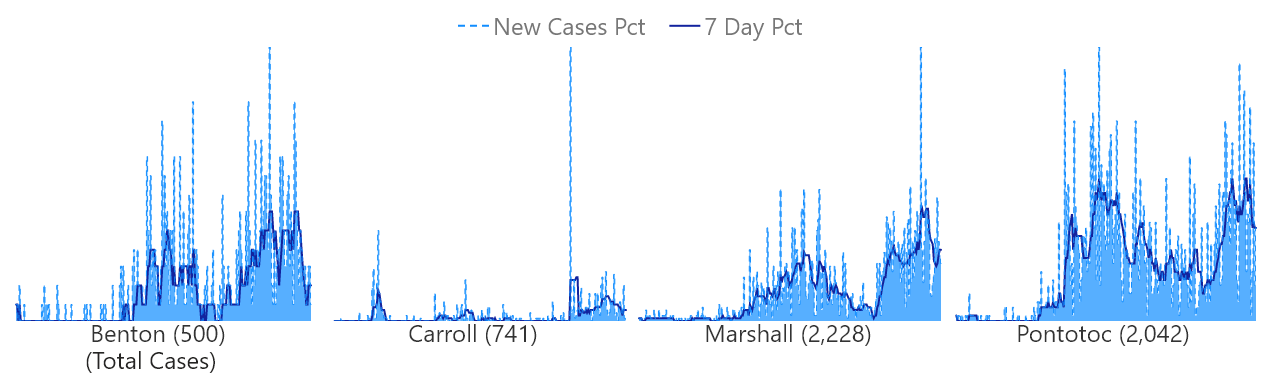 New Cases Pct 7 Day Pct
Benton (500) Carroll (741) Marshall (2,228) Pontotoc (2,042)
(Total Cases)